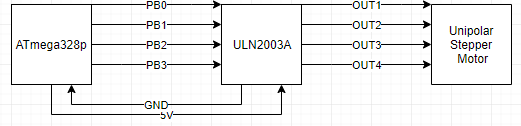 PB0
OUT1
PB1
OUT2
ATmega328p
ULN2003A
Unipolar
Stepper
Motor
PB2
OUT3
PB3
OUT4
GND
5V